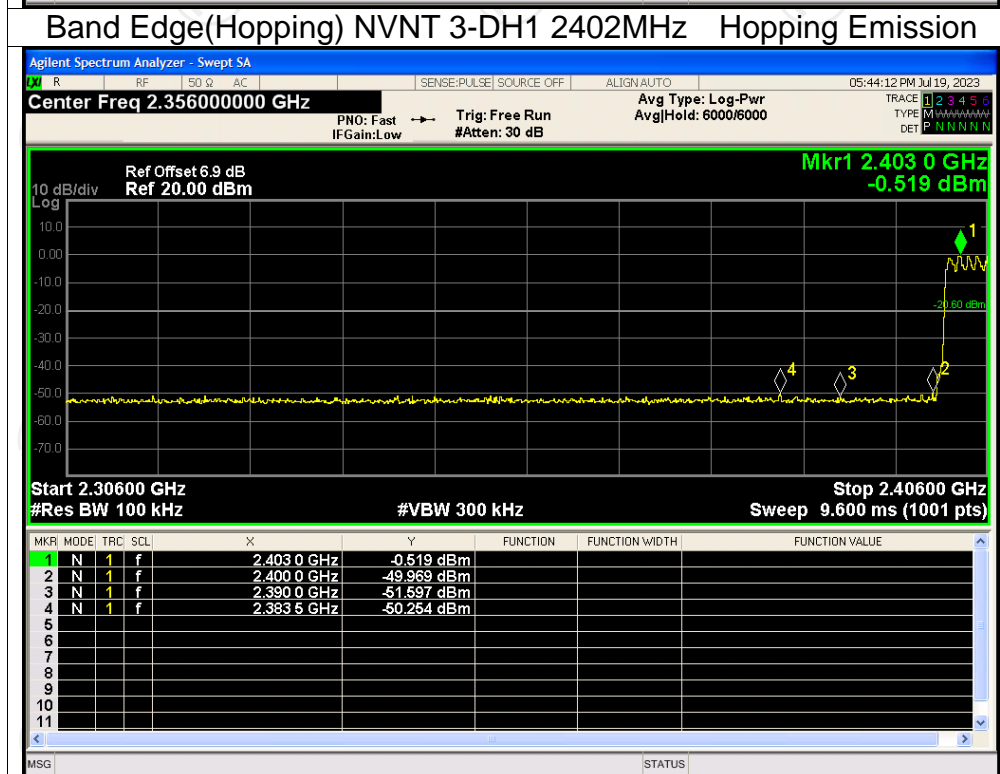 Band Edge(Hopping) NVNT 3-DH1 2402MHz Hopping Emission
Agilent Spectrum Analyzer - Swept SA
LXI R RF 50 Ω AC SENSE:PULSE SOURCE OFF ALIGN AUTO 05:44:12 PM Jul 19, 2023
Center Freq 2.356000000 GHz Avg Type: Log-Pwr TRACE 1 2 3 4 5 6
PNO: Fast Trig: Free Run Avg|Hold: 6000/6000 TYPE M
IFGain:Low #Atten: 30 dB DET P N N N N N
Mkr1 2.403 0 GHz
Ref Offset 6.9 dB
10 dB/div Ref 20.00 dBm -0.519 dBm
Log
10.0
1
0.00
-10.0
-20.0 -20.60 dBm
-30.0
-40.0
4 3 2
-50.0
-60.0
-70.0
Start 2.30600 GHz Stop 2.40600 GHz
#Res BW 100 kHz #VBW 300 kHz Sweep 9.600 ms (1001 pts)
MKR MODE TRC SCL X Y FUNCTION FUNCTION WIDTH FUNCTION VALUE
1 N 1 f 2.403 0 GHz -0.519 dBm
2 N 1 f 2.400 0 GHz -49.969 dBm
3 N 1 f 2.390 0 GHz -51.597 dBm
4 N 1 f 2.383 5 GHz -50.254 dBm
5
6
7
8
9
10
11
MSG STATUS